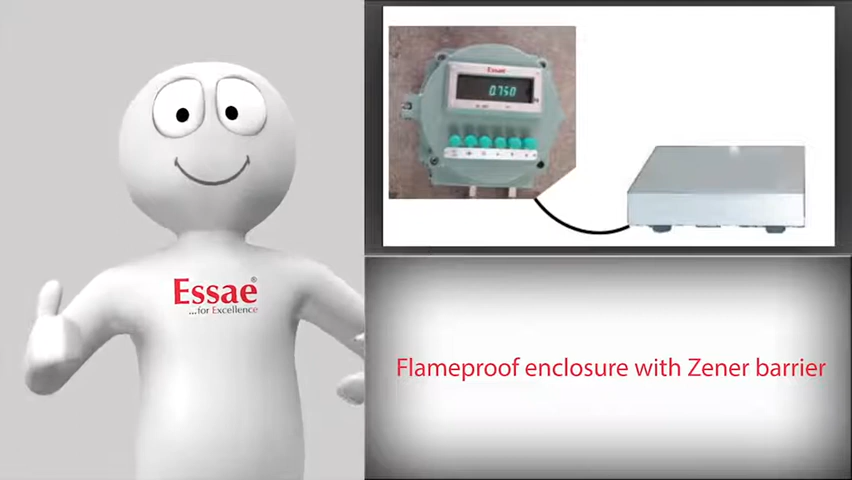 Essae®
...for Excellence
Essae
0.750
Flameproof enclosure with Zener barrier